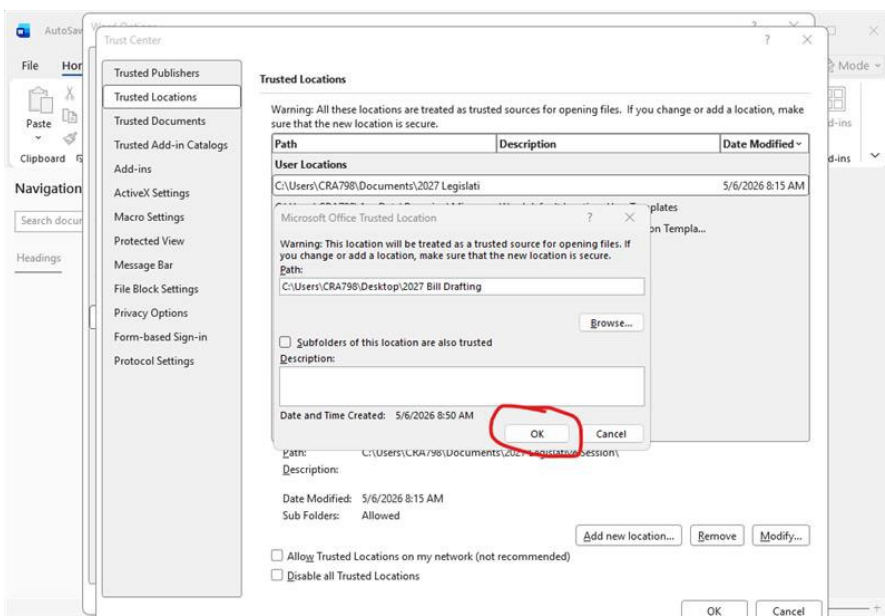 AutoSav
Word Options
Trust Center
File
Hor
Mode
Paste
Clipboard
d-ins
d-ins
Navigation
Search docur
Headings
Trusted Publishers
Trusted Locations
Trusted Documents
Trusted Add-in Catalogs
Add-ins
ActiveX Settings
Macro Settings
Protected View
Message Bar
File Block Settings
Privacy Options
Form-based Sign-in
Protocol Settings
Trusted Locations
Warning: All these locations are treated as trusted sources for opening files. If you change or add a location, make
sure that the new location is secure.
Path Description Date Modified
User Locations
C:\Users\CRA798\Documents\2027 Legislati 5/6/2026 8:15 AM
plates
on Templa...
Microsoft Office Trusted Location
Warning: This location will be treated as a trusted source for opening files. If
you change or add a location, make sure that the new location is secure.
Path:
C:\Users\CRA798\Desktop\2027 Bill Drafting
Browse...
Subfolders of this location are also trusted
Description:
Date and Time Created: 5/6/2026 8:50 AM
OK Cancel
Path: C:\Users\CRA798\Documents\2027 Legislative Session\
Description:
Date Modified: 5/6/2026 8:15 AM
Sub Folders: Allowed
Add new location... Remove Modify...
Allow Trusted Locations on my network (not recommended)
Disable all Trusted Locations
OK Cancel